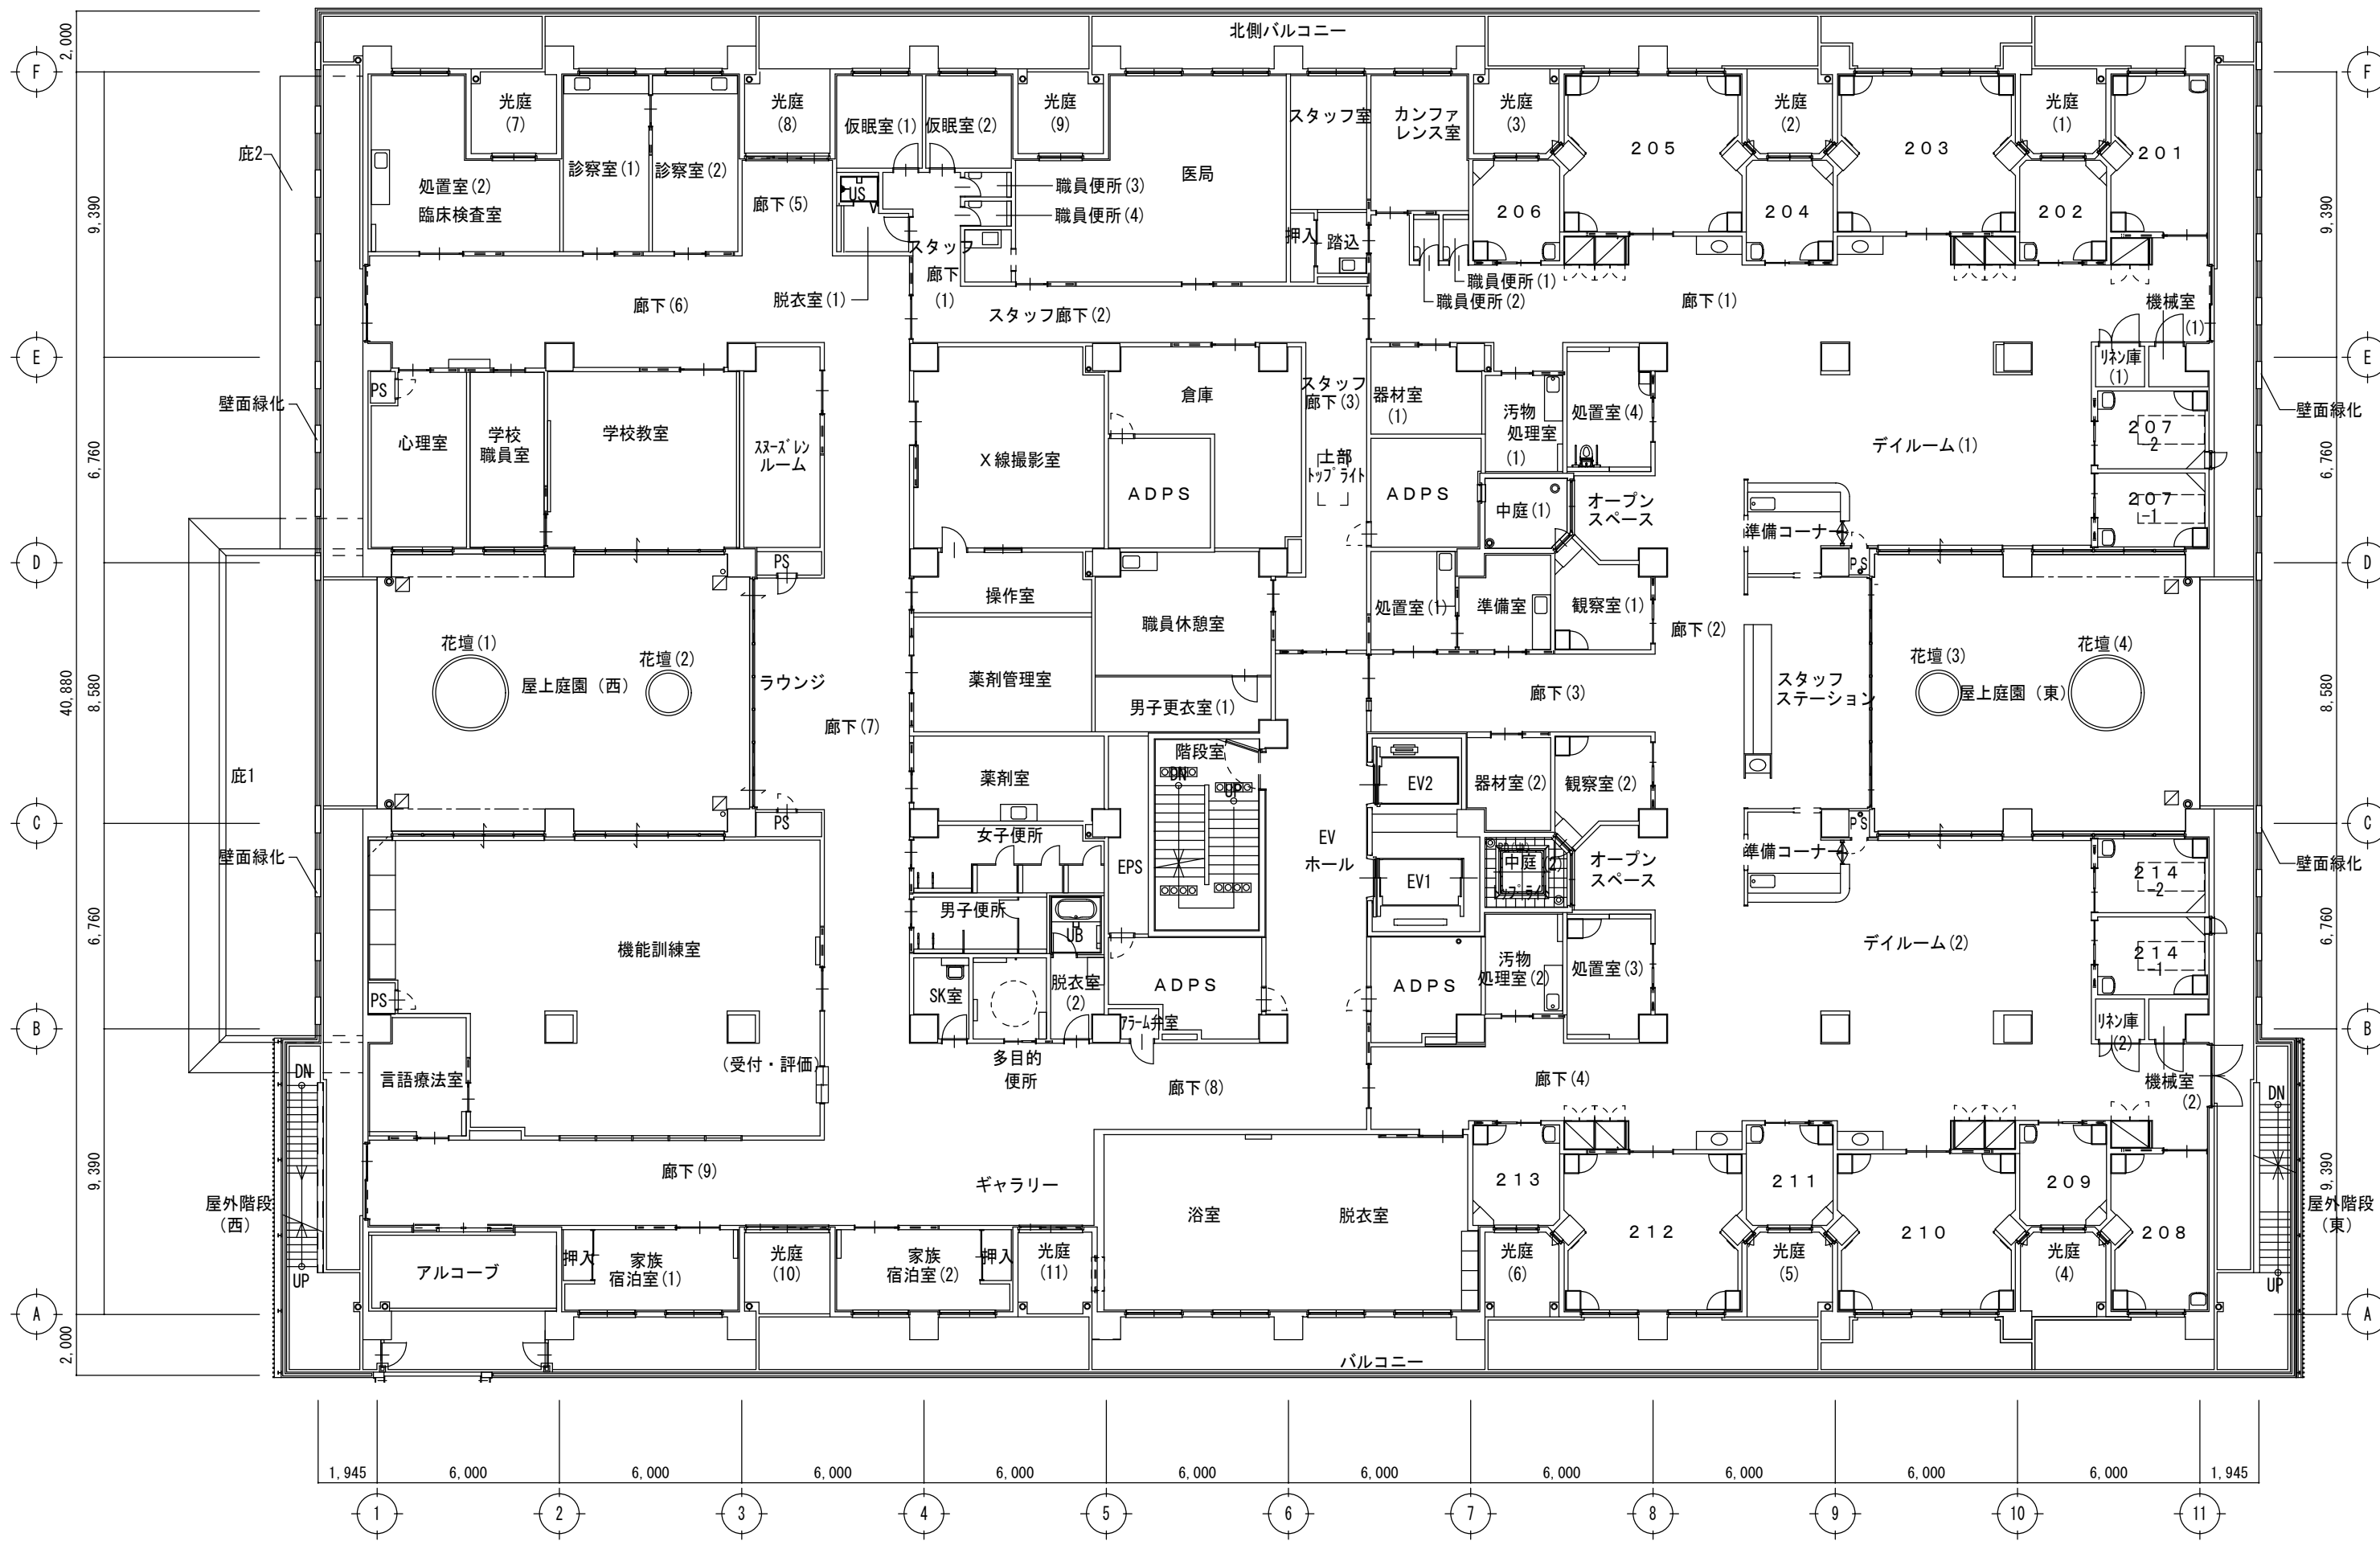 北側バルコニー
2,000
F
F
光庭
(7)
光庭
(8)
仮眠室(1)
仮眠室(2)
光庭
(9)
スタッフ室
カンファ
レンス室
光庭
(3)
205
光庭
(2)
203
光庭
(1)
201
庇2
処置室(2)
臨床検査室
診察室(1)
診察室(2)
廊下(5)
US
職員便所(3)
職員便所(4)
医局
押入
踏込
206
204
202
9,390
9,390
スタッフ
廊下
(1)
脱衣室(1)
廊下(6)
スタッフ廊下(2)
職員便所(1)
職員便所(2)
廊下(1)
機械室
(1)
E
E
PS
壁面緑化
心理室
学校
職員室
学校教室
ｽﾇｰｽﾞﾚﾝ
ルーム
X線撮影室
倉庫
ADPS
スタッフ
廊下(3)
上部
ﾄｯﾌﾟﾗｲﾄ
器材室
(1)
ADPS
汚物
処理室
(1)
処置室(4)
中庭(1)
オープン
スペース
デイルーム(1)
準備コーナー
ﾘﾈﾝ庫
(1)
207
-2
207
-1
壁面緑化
6,760
6,760
D
D
PS
操作室
職員休憩室
処置室(1)
準備室
観察室(1)
廊下(2)
PS
花壇(1)
屋上庭園（西）
花壇(2)
ラウンジ
廊下(7)
薬剤管理室
男子更衣室(1)
廊下(3)
スタッフ
ステーション
花壇(3)
屋上庭園（東）
花壇(4)
40,880
8,580
8,580
庇1
薬剤室
階段室
DN
UP
EV2
器材室(2)
観察室(2)
C
C
PS
PS
壁面緑化
女子便所
EPS
EV
ホール
EV1
中庭(2)
オープン
スペース
準備コーナー
214
-2
214
-1
壁面緑化
機能訓練室
男子便所
UB
SK室
脱衣室
(2)
ADPS
ADPS
汚物
処理室(2)
処置室(3)
デイルーム(2)
6,760
6,760
PS
B
B
ｱﾗｰﾑ弁室
ﾘﾈﾝ庫
(2)
(受付・評価)
多目的
便所
DN
言語療法室
廊下(8)
廊下(4)
機械室
(2)
DN
9,390
9,390
廊下(9)
ギャラリー
屋外階段
(西)
UP
アルコーブ
押入
家族
宿泊室(1)
光庭
(10)
家族
宿泊室(2)
押入
光庭
(11)
浴室
脱衣室
213
光庭
(6)
212
211
光庭
(5)
210
209
光庭
(4)
208
屋外階段
(東)
UP
A
A
2,000
バルコニー
1,945
6,000
6,000
6,000
6,000
6,000
6,000
6,000
6,000
6,000
6,000
1,945
1
2
3
4
5
6
7
8
9
10
11